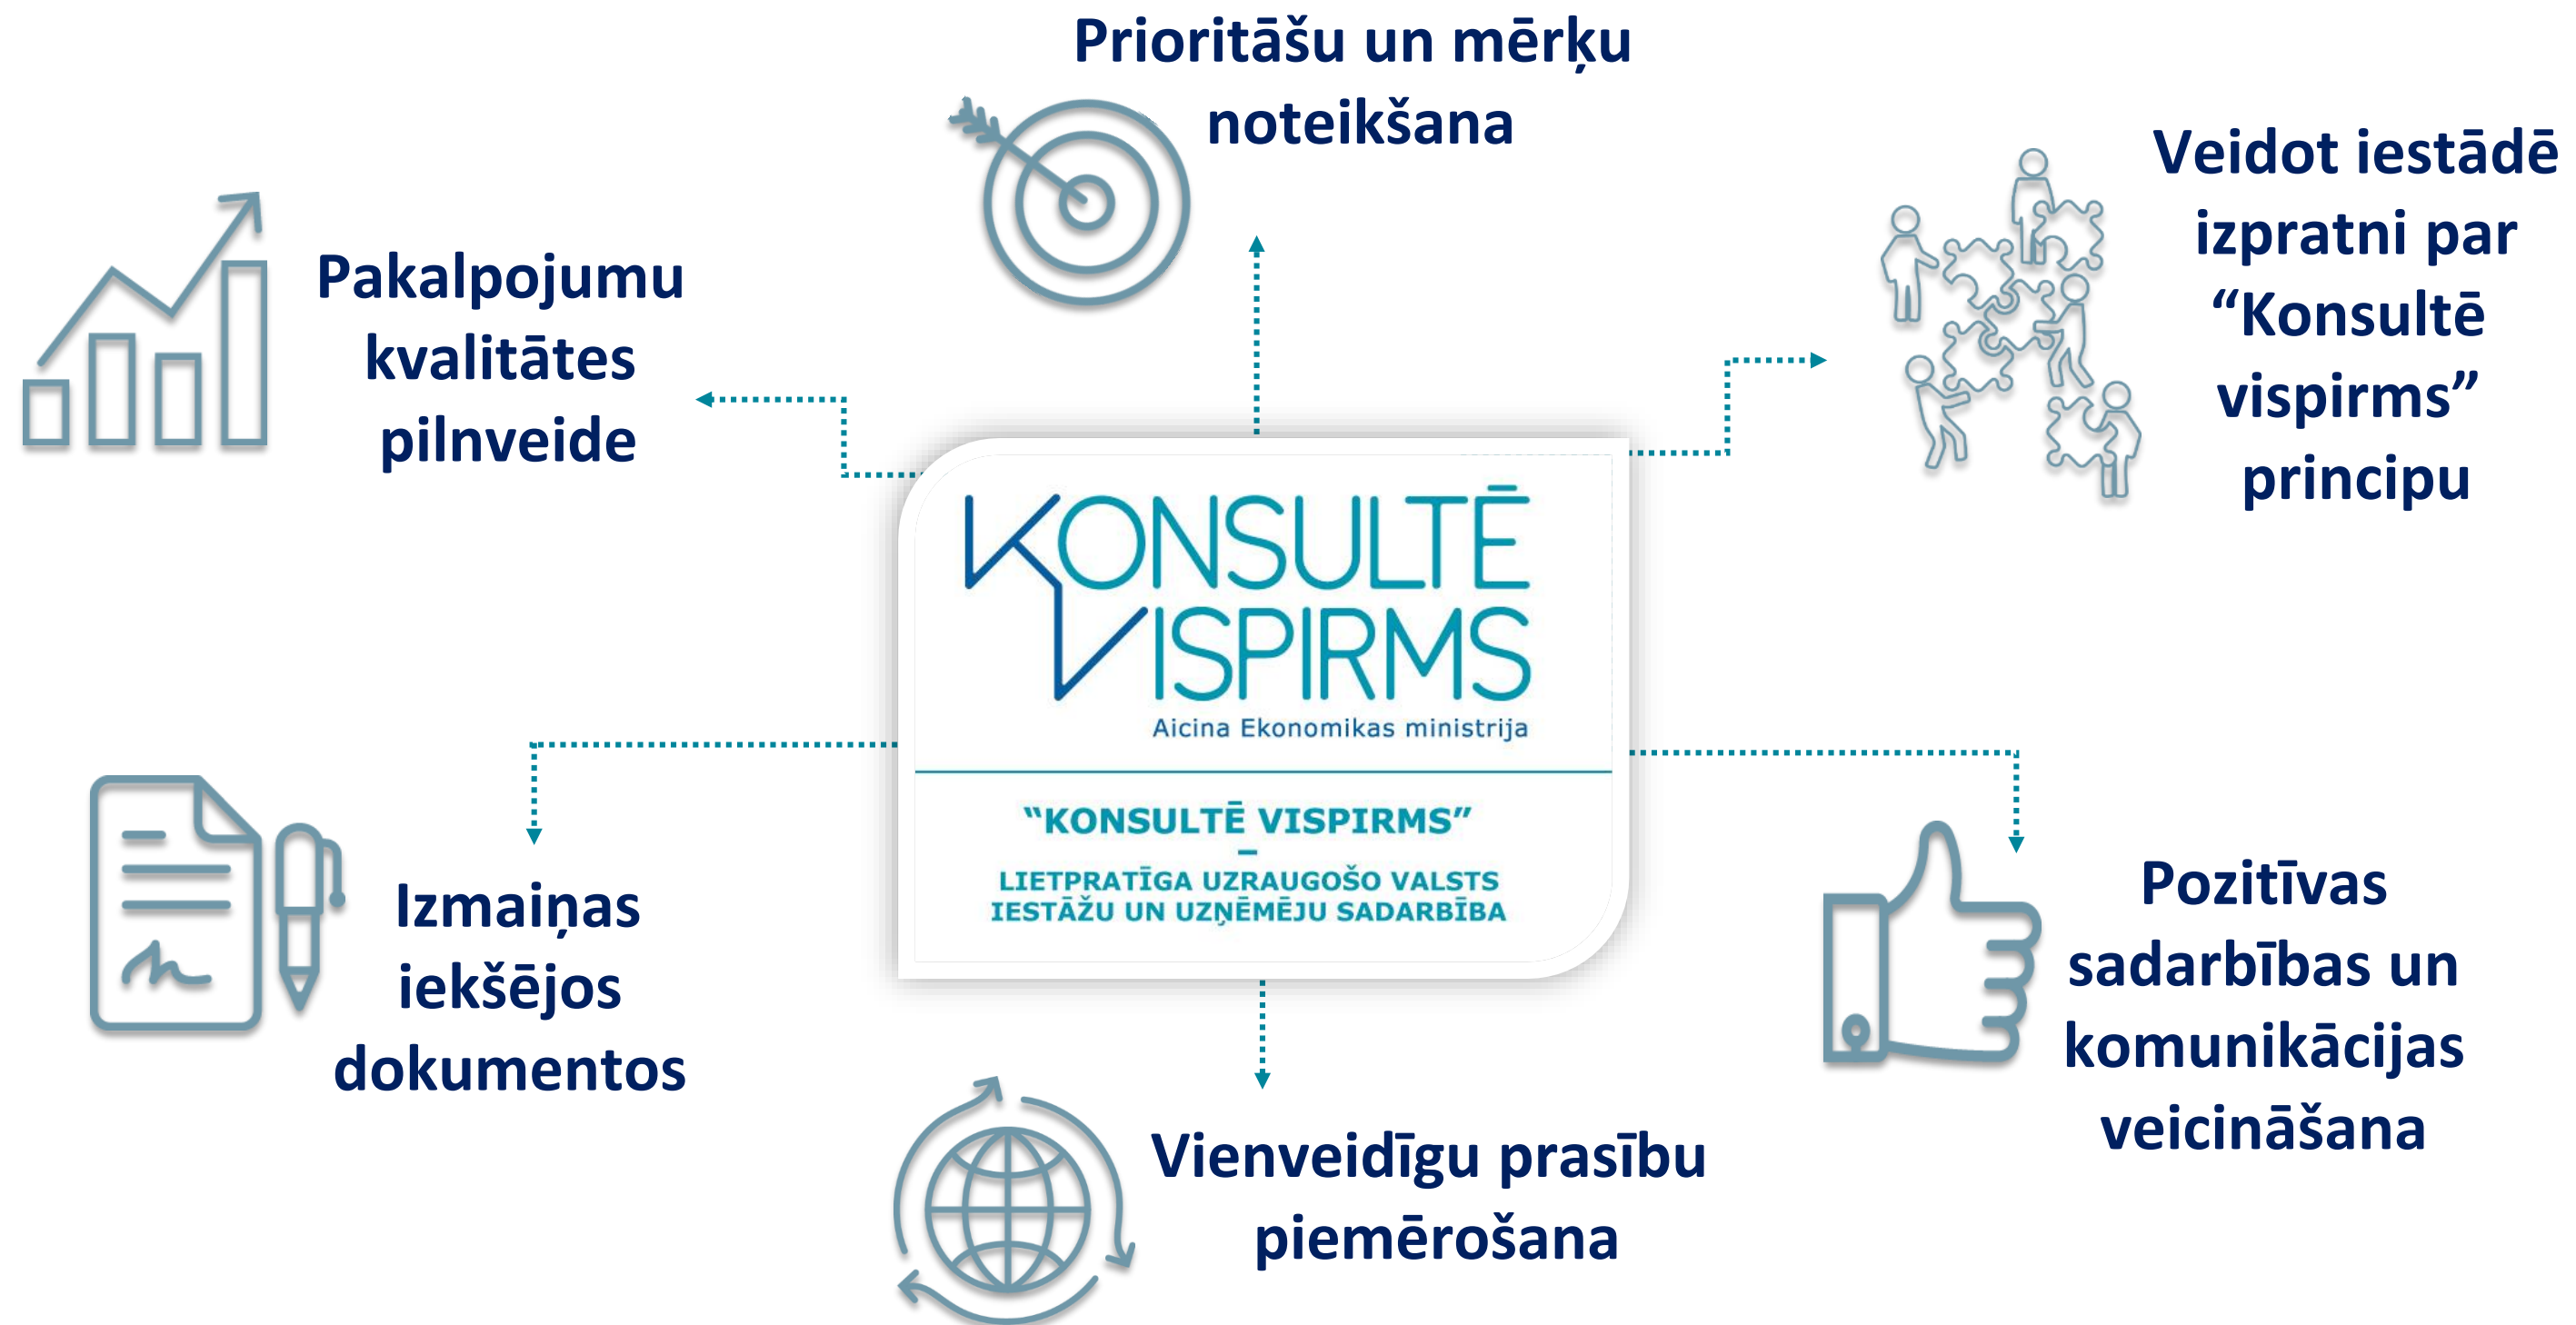 Prioritāšu un mērķu
noteikšana
Veidot iestādē
izpratni par
“Konsultē
vispirms”
principu
Pakalpojumu
kvalitātes
pilnveide
KONSULTĒ
VISPIRMS
Aicina Ekonomikas ministrija
“KONSULTĒ VISPIRMS”
–
LIETPRATĪGA UZRAUGOŠO VALSTS
IESTĀŽU UN UZŅĒMĒJU SADARBĪBA
Izmaiņas
iekšējos
dokumentos
Pozitīvas
sadarbības un
komunikācijas
veicināšana
Vienveidīgu prasību
piemērošana